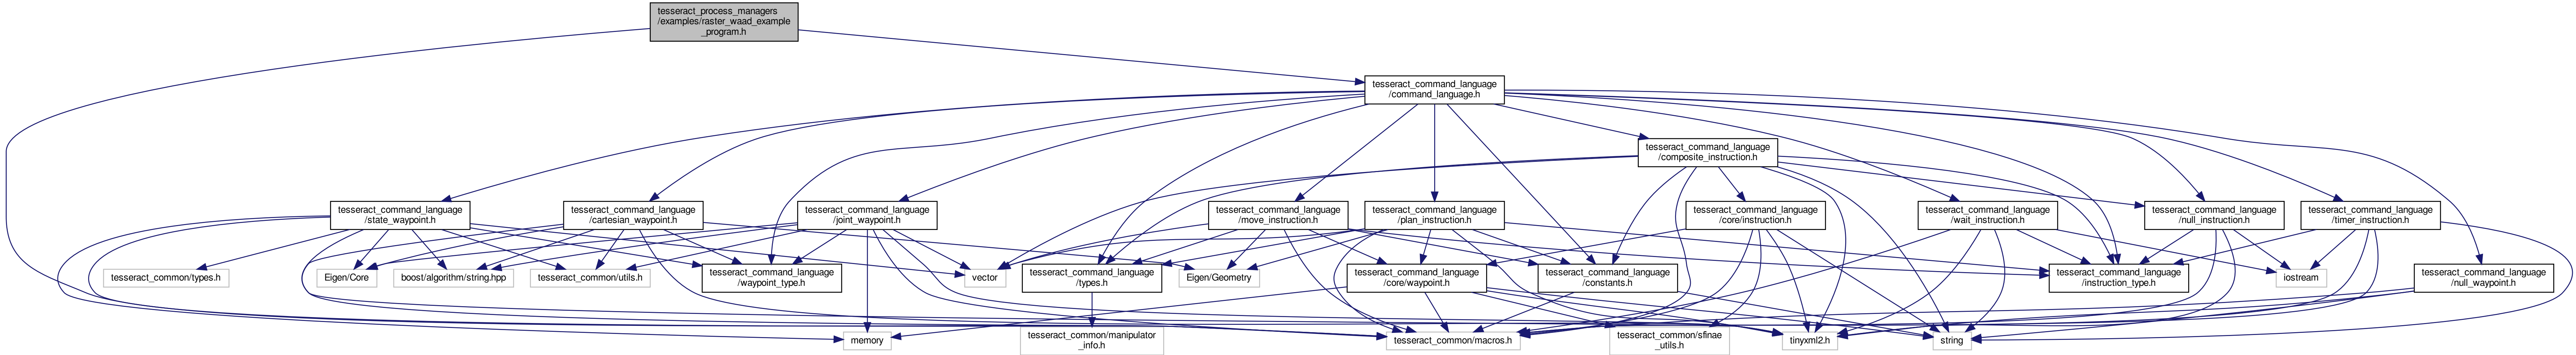 tesseract_process_managers
/examples/raster_waad_example
_program.h
tesseract_command_language
/command_language.h
tesseract_command_language
/composite_instruction.h
tesseract_command_language
/state_waypoint.h
tesseract_command_language
/cartesian_waypoint.h
tesseract_command_language
/joint_waypoint.h
tesseract_command_language
/move_instruction.h
tesseract_command_language
/plan_instruction.h
tesseract_command_language
/core/instruction.h
tesseract_command_language
/wait_instruction.h
tesseract_command_language
/null_instruction.h
tesseract_command_language
/timer_instruction.h
tesseract_common/types.h
Eigen/Core
boost/algorithm/string.hpp
tesseract_common/utils.h
tesseract_command_language
/waypoint_type.h
vector
tesseract_command_language
/types.h
Eigen/Geometry
tesseract_command_language
/core/waypoint.h
tesseract_command_language
/constants.h
tesseract_command_language
/instruction_type.h
iostream
tesseract_command_language
/null_waypoint.h
memory
tesseract_common/manipulator
_info.h
tesseract_common/macros.h
tesseract_common/sfinae
_utils.h
tinyxml2.h
string